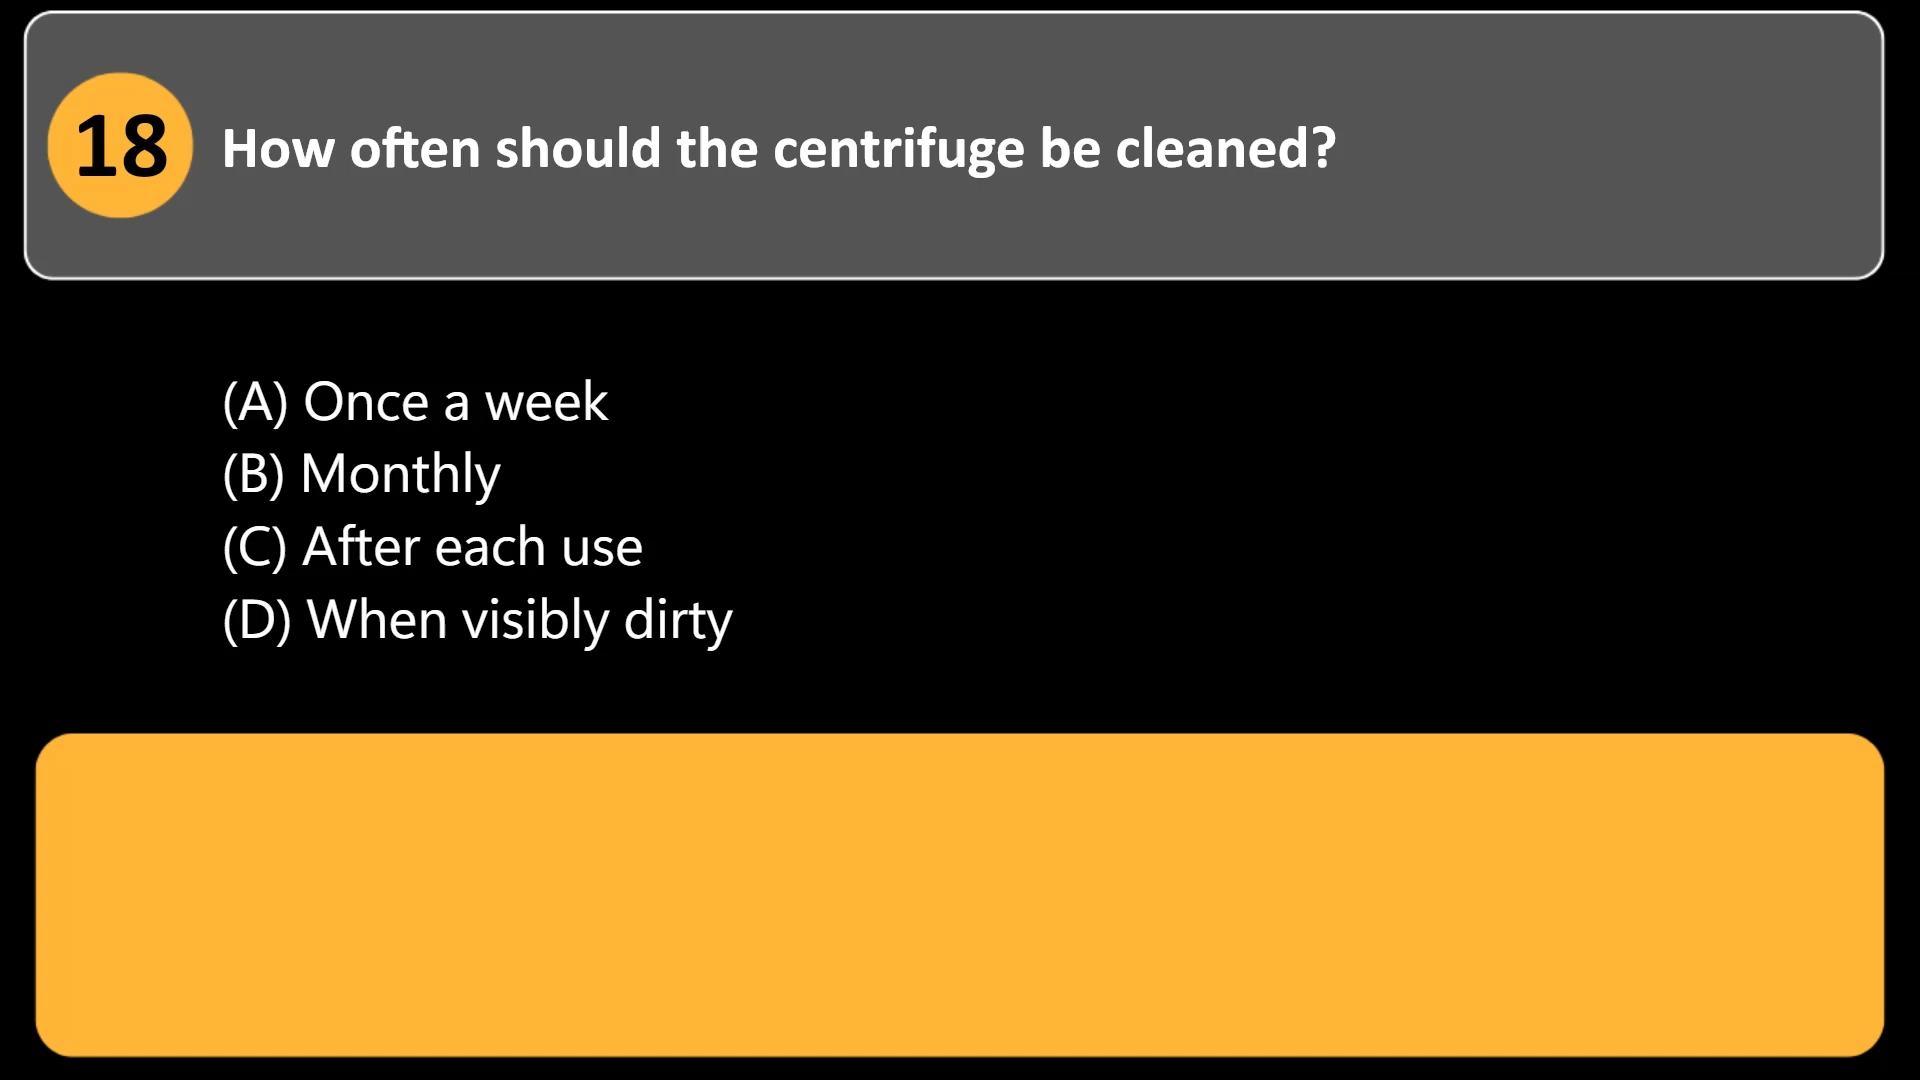 18
How often should the centrifuge be cleaned?
(A) Once a week
(B) Monthly
(C) After each use
(D) When visibly dirty